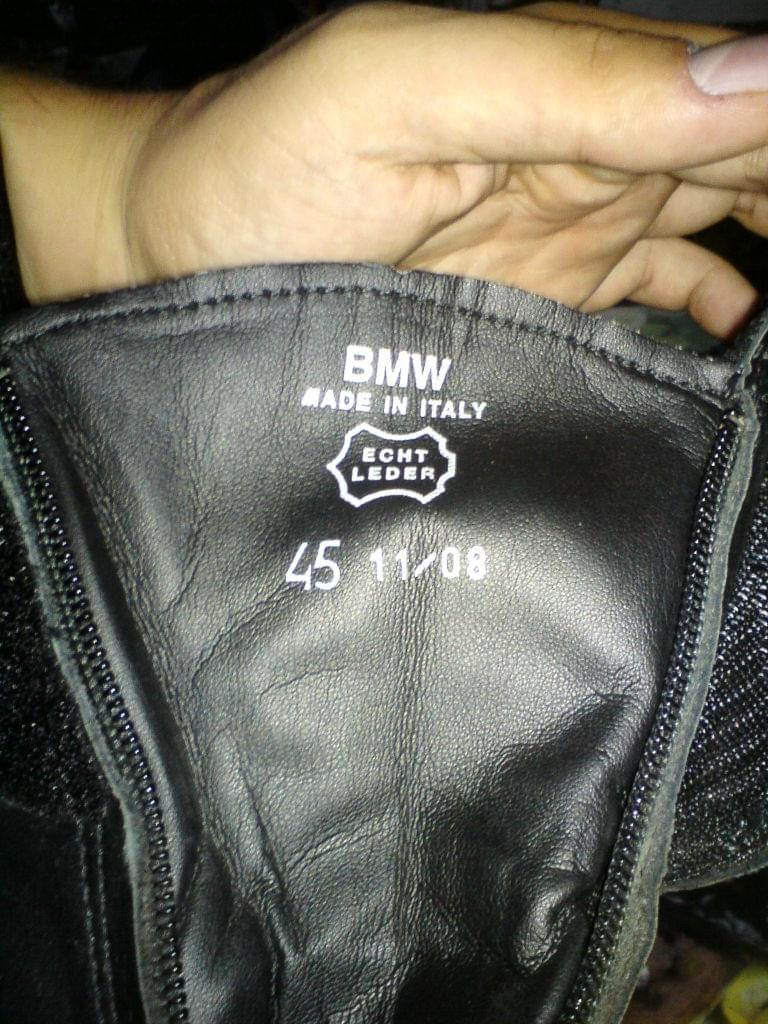 BMW
MADE IN ITALY
ECHT
LEDER
45 11/08